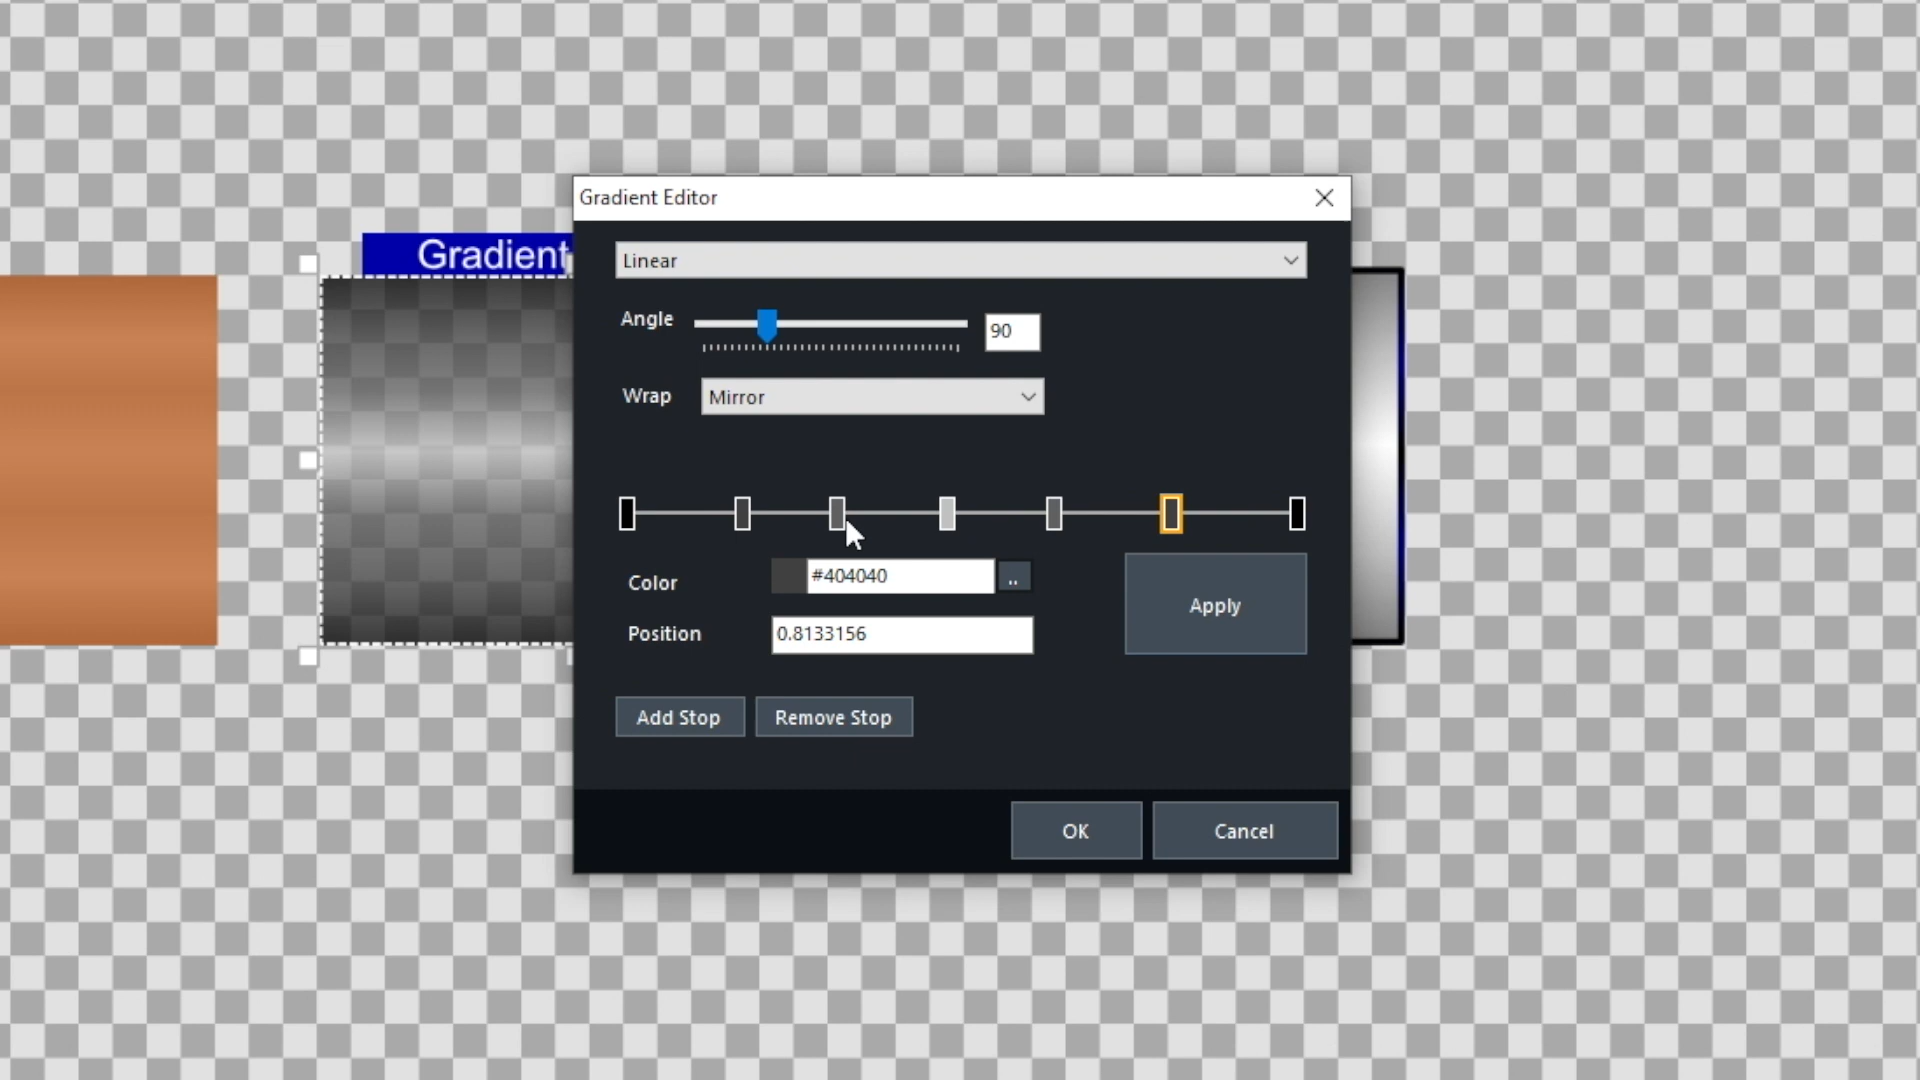 Gradient Editor
Gradient
Linear
Angle
90
Wrap
Mirror
Color
#404040
..
Apply
Position
0.8133156
Add Stop
Remove Stop
OK
Cancel